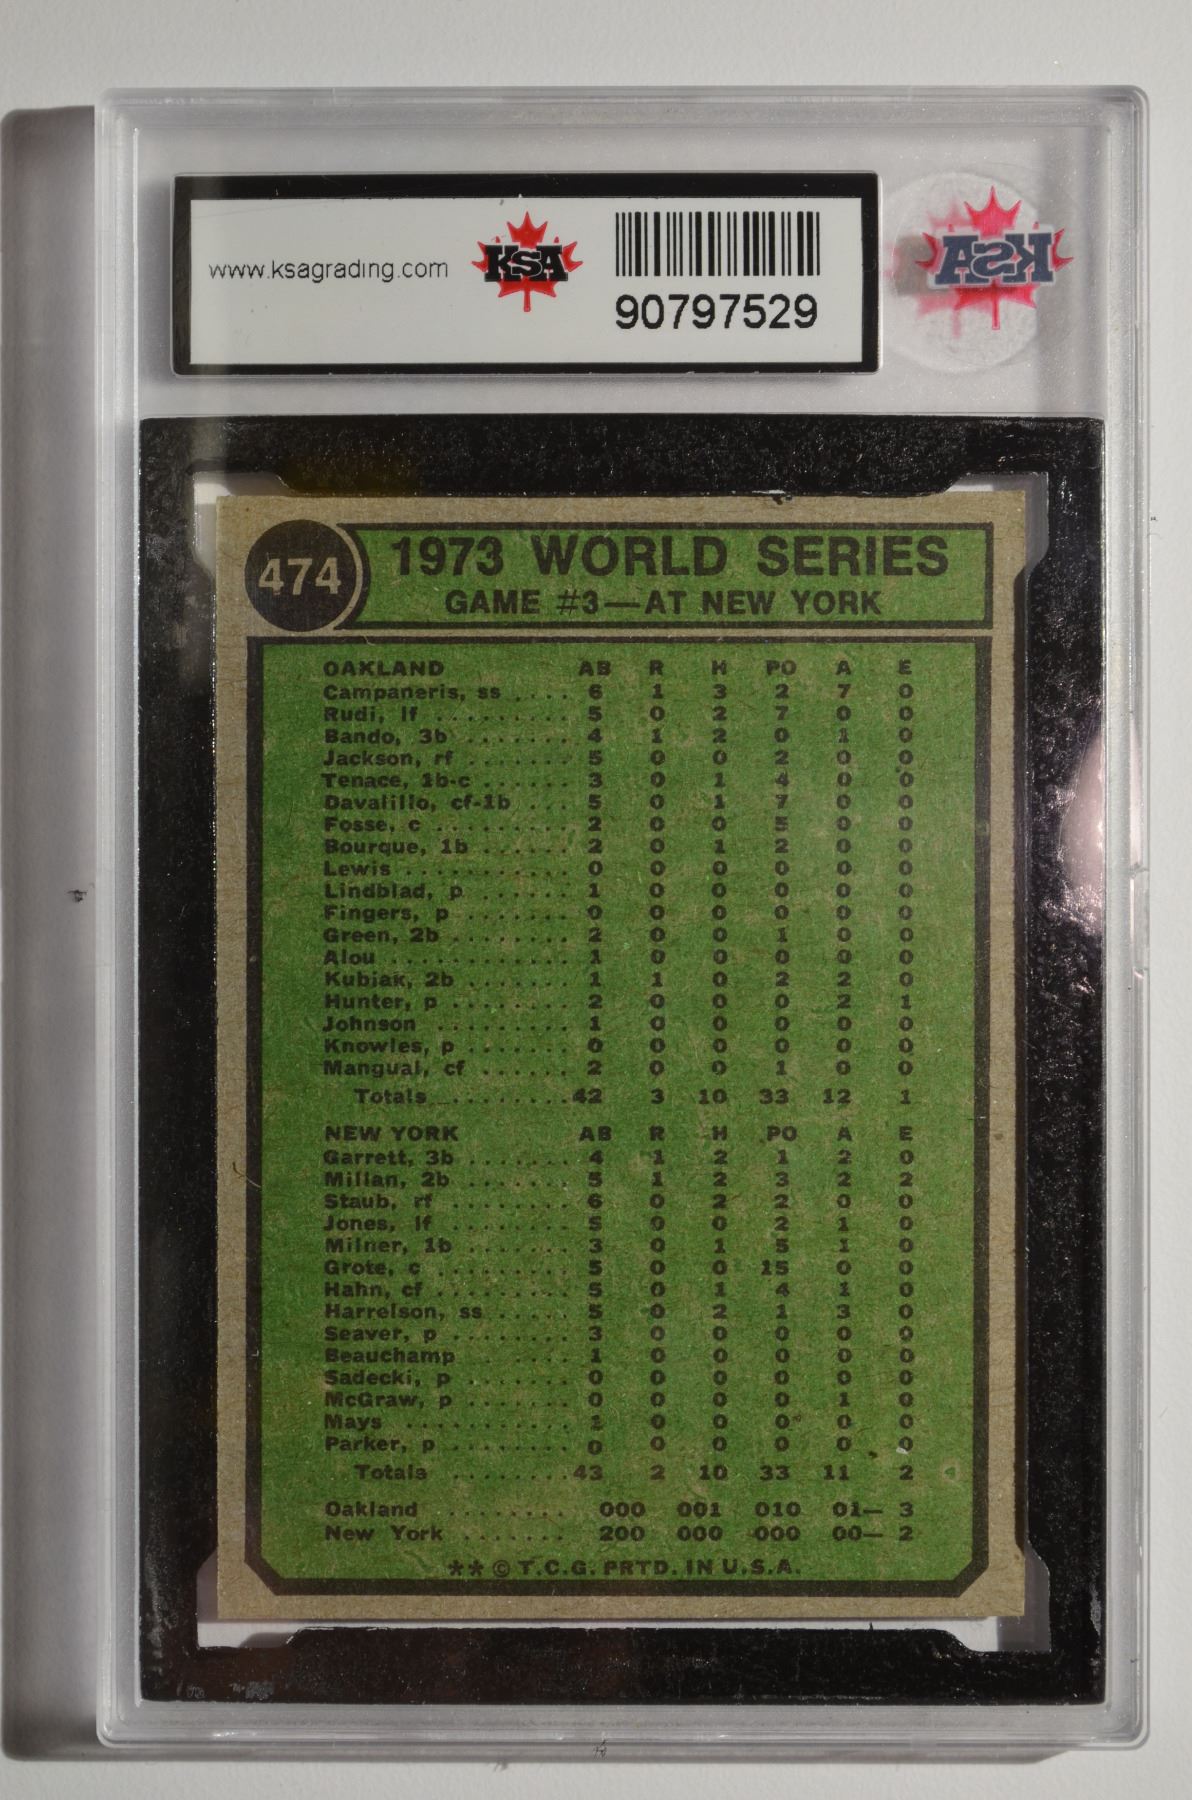 www.ksagrading.com
KSA
90797529
KSA
474
1973 WORLD SERIES
GAME #3—AT NEW YORK
OAKLAND AB R H PO A E
Campaneris, ss .... 6 1 3 2 7 0
Rudi, lf ......... 5 0 2 7 0 0
Bando, 3b ....... 4 1 2 0 1 0
Jackson, rf ....... 5 0 0 2 0 0
Tenace, 1b-c ...... 3 0 1 4 0 0
Davalillo, cf-1b ... 5 0 1 7 0 0
Fosse, c ......... 2 0 0 5 0 0
Bourque, 1b ...... 2 0 1 2 0 0
Lewis ........... 0 0 0 0 0 0
Lindblad, p ...... 1 0 0 0 0 0
Fingers, p ....... 0 0 0 0 0 0
Green, 2b ........ 2 0 0 1 0 0
Alou ............ 1 0 0 0 0 0
Kubiak, 2b ....... 1 1 0 2 2 0
Hunter, p ........ 2 0 0 0 2 1
Johnson ......... 1 0 0 0 0 0
Knowles, p ....... 0 0 0 0 0 0
Mangual, cf ...... 2 0 0 1 0 0
Totals ......... 42 3 10 33 12 1
NEW YORK AB R H PO A E
Garrett, 3b ....... 4 1 2 1 2 0
Millan, 2b ........ 5 1 2 3 2 2
Staub, rf ......... 6 0 2 2 0 0
Jones, lf ........ 5 0 0 2 1 0
Milner, 1b ....... 3 0 1 5 1 0
Grote, c ......... 5 0 0 15 0 0
Hahn, cf ......... 5 0 1 4 1 0
Harrelson, ss ..... 5 0 2 1 3 0
Seaver, p ........ 3 0 0 0 0 0
Beauchamp ...... 1 0 0 0 0 0
Sadecki, p ....... 0 0 0 0 0 0
McGraw, p ....... 0 0 0 0 1 0
Mays ........... 1 0 0 0 0 0
Parker, p ........ 0 0 0 0 0 0
Totals ........ 43 2 10 33 11 2
Oakland ........ 000 001 010 01— 3
New York ....... 200 000 000 00— 2
** © T.C.G. PRTD. IN U.S.A.